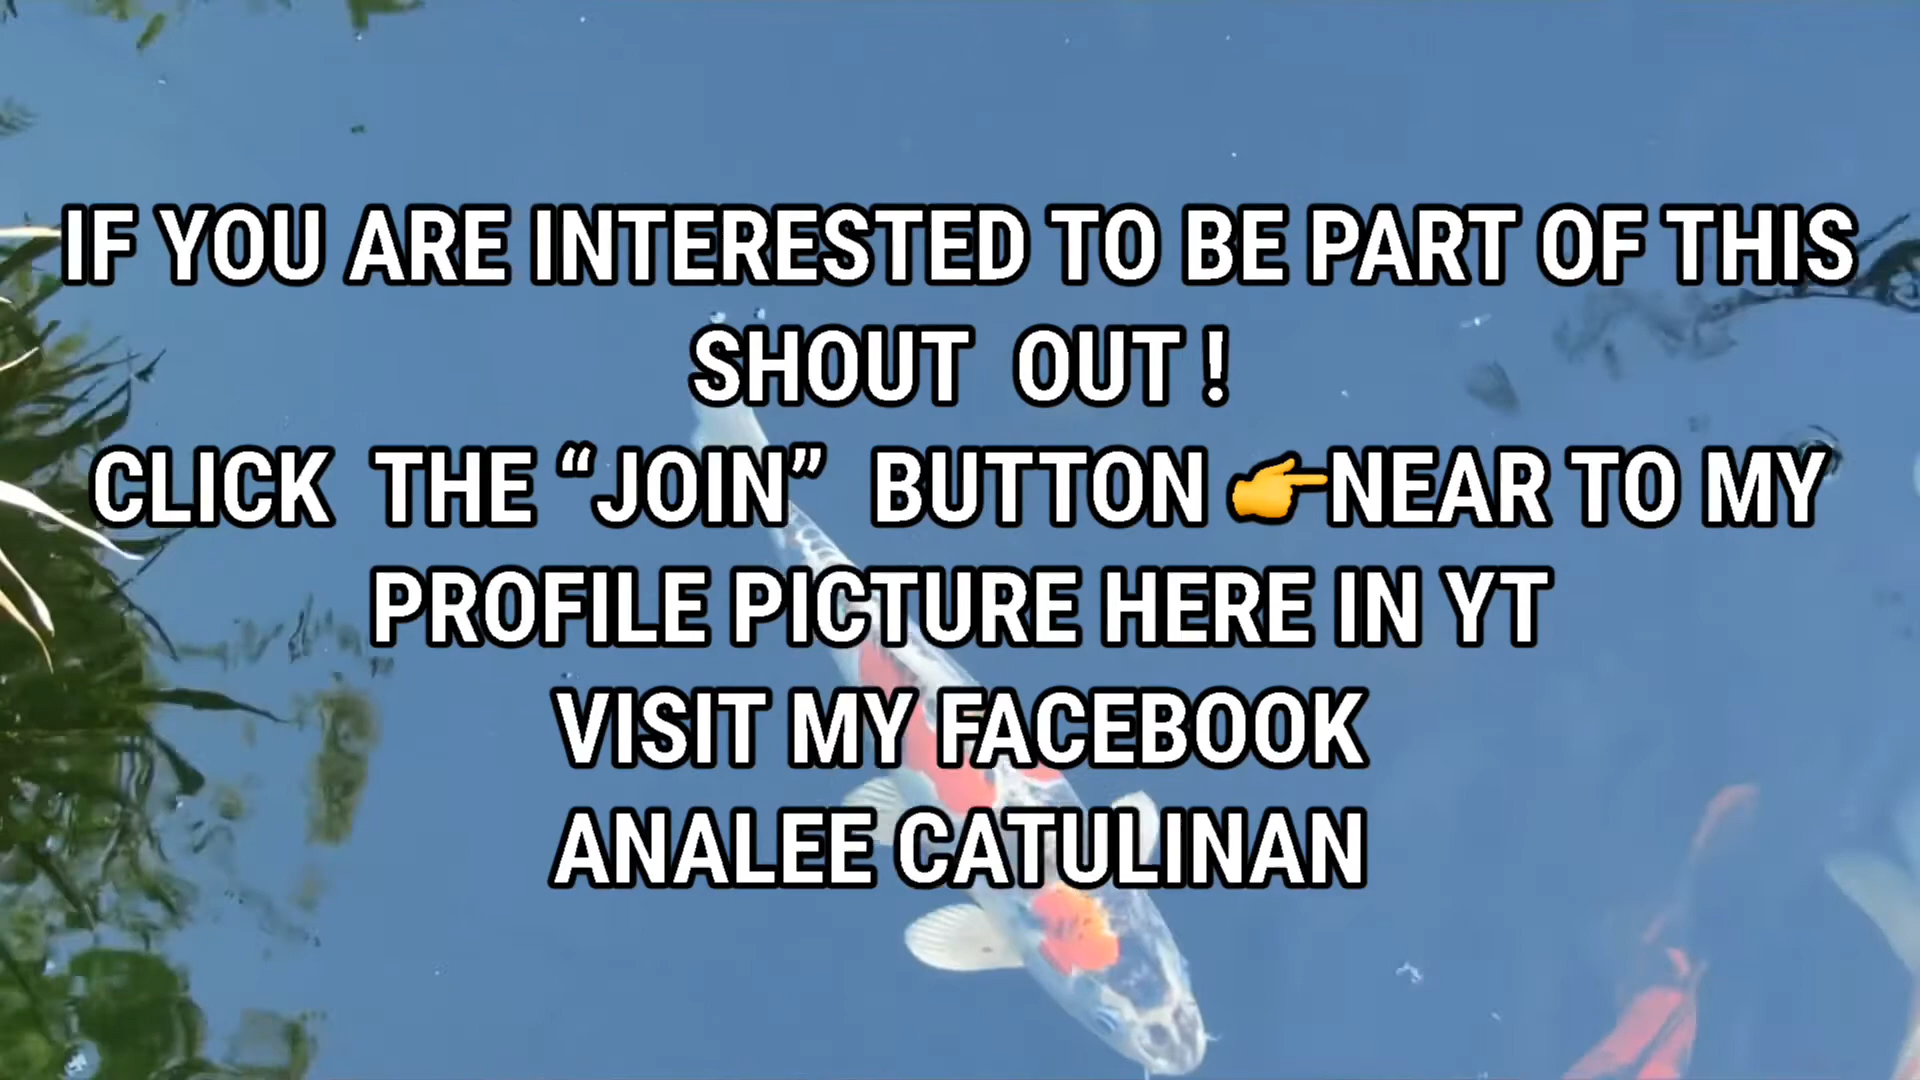 IF YOU ARE INTERESTED TO BE PART OF THIS
SHOUT  OUT !
CLICK  THE “JOIN”  BUTTON 👉NEAR TO MY
PROFILE PICTURE HERE IN YT
VISIT MY FACEBOOK
ANALEE CATULINAN